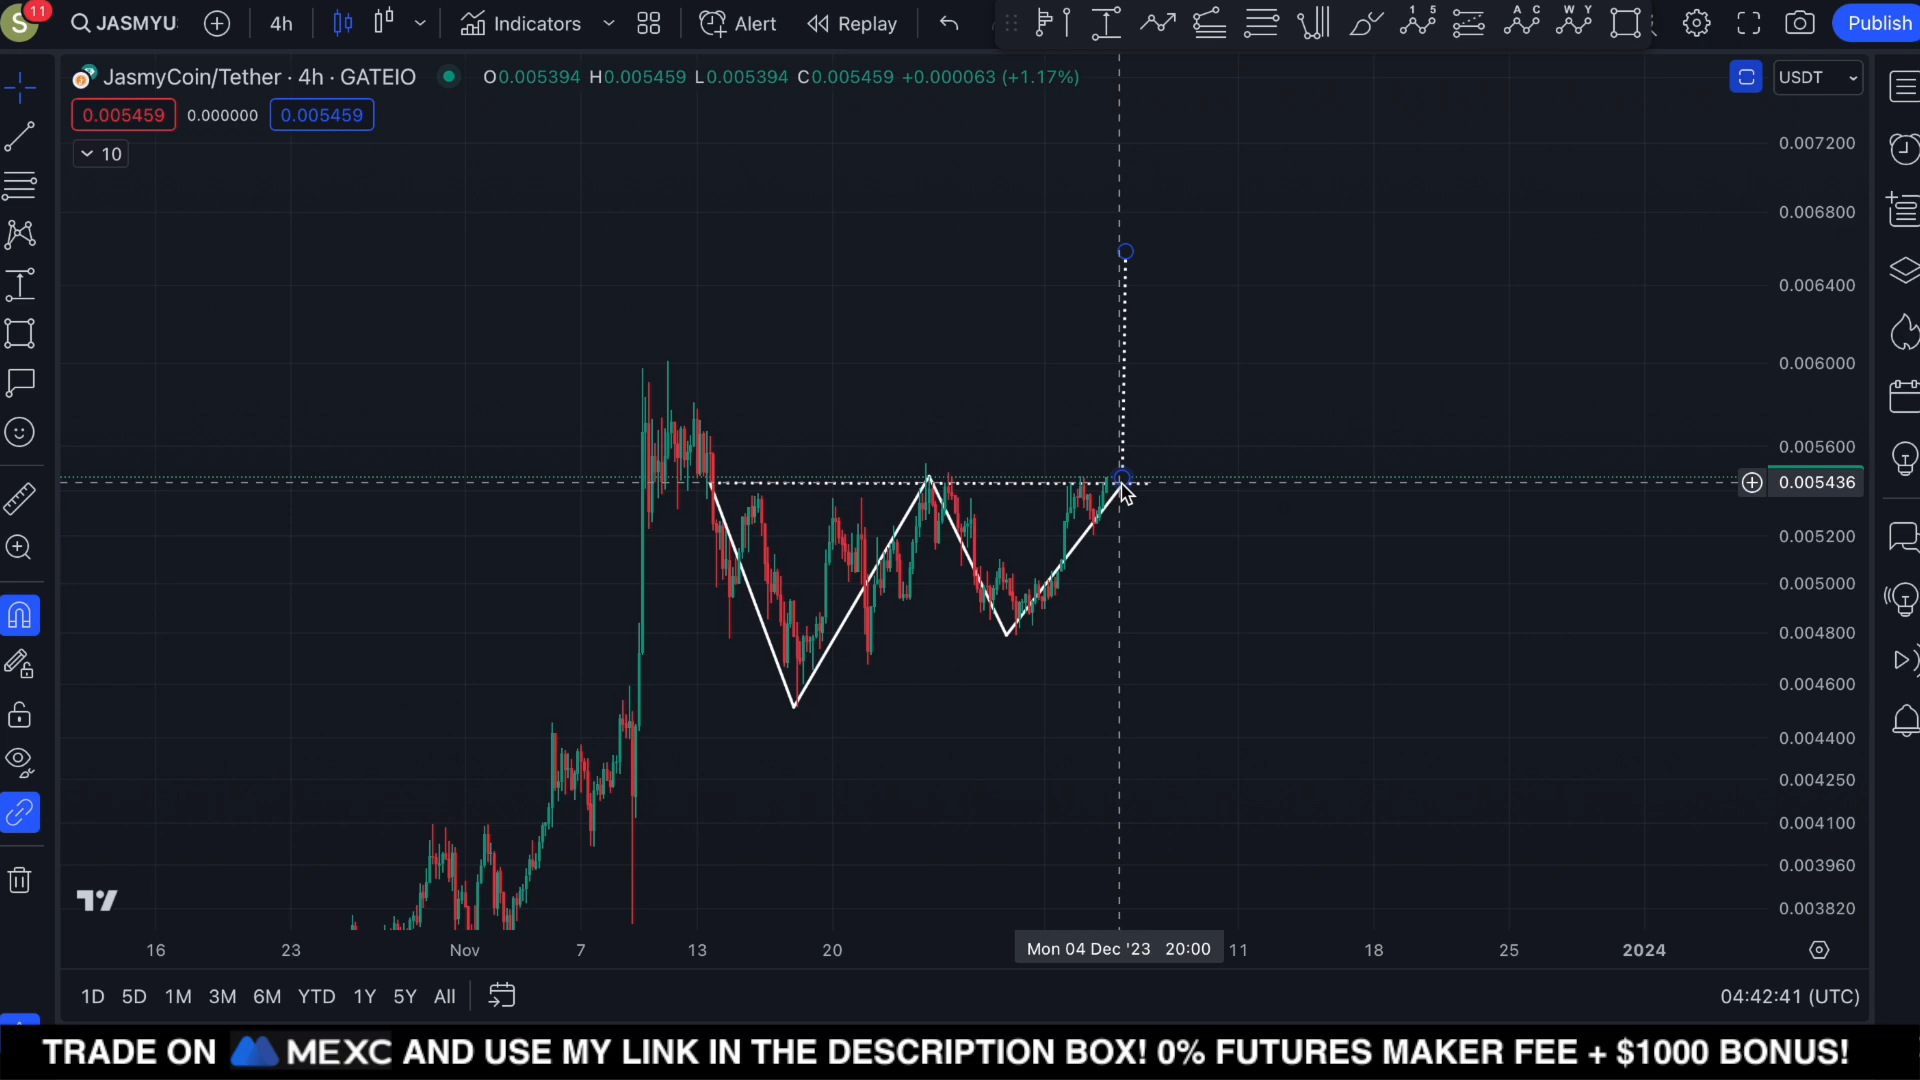 S 11 JASMYU 4h Indicators Alert Replay 1 5 A C W Y Publish
JasmyCoin/Tether · 4h · GATEIO O0.005394 H0.005459 L0.005394 C0.005459 +0.000063 (+1.17%) USDT
0.005459 0.000000 0.005459
10
0.007200
0.006800
0.006400
0.006000
0.005600
0.005436
0.005200
0.005000
0.004800
0.004600
0.004400
0.004250
0.004100
0.003960
0.003820
16 23 Nov 7 13 20 Mon 04 Dec '23 20:00 11 18 25 2024
1D 5D 1M 3M 6M YTD 1Y 5Y All 04:42:41 (UTC)
TRADE ON MEXC AND USE MY LINK IN THE DESCRIPTION BOX! 0% FUTURES MAKER FEE + $1000 BONUS!